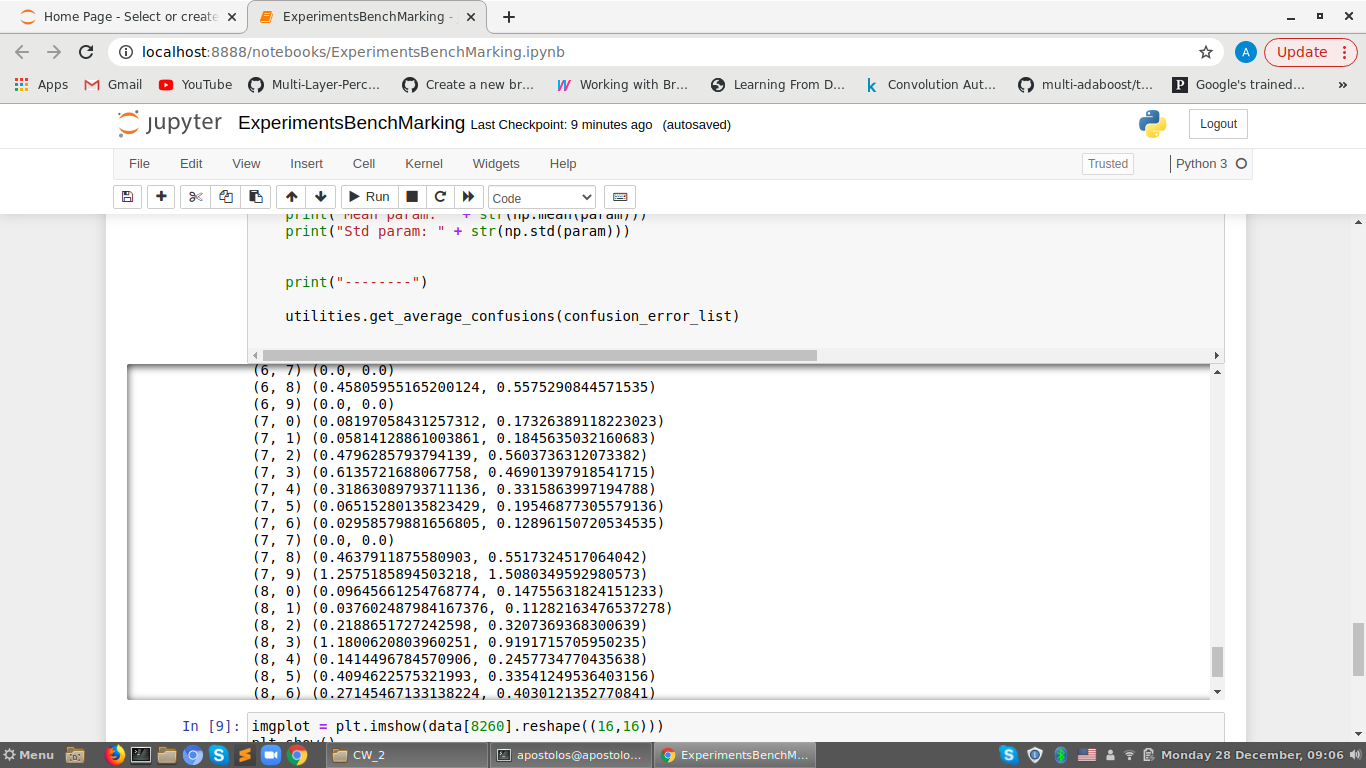 Home Page - Select or create
ExperimentsBenchMarking -
localhost:8888/notebooks/ExperimentsBenchMarking.ipynb
A
Update
Apps
Gmail
YouTube
Multi-Layer-Perc...
Create a new br...
Working with Br...
Learning From D...
Convolution Aut...
multi-adaboost/t...
Google's trained...
»
jupyter ExperimentsBenchMarking Last Checkpoint: 9 minutes ago (autosaved)
Logout
File Edit View Insert Cell Kernel Widgets Help
Trusted
Python 3
Run
Code
print("Mean param: " + str(np.mean(param)))
print("Std param: " + str(np.std(param)))
print("--------")
utilities.get_average_confusions(confusion_error_list)
(6, 7) (0.0, 0.0)
(6, 8) (0.45805955165200124, 0.5575290844571535)
(6, 9) (0.0, 0.0)
(7, 0) (0.08197058431257312, 0.17326389118223023)
(7, 1) (0.05814128861003861, 0.1845635032160683)
(7, 2) (0.4796285793794139, 0.5603736312073382)
(7, 3) (0.6135721688067758, 0.46901397918541715)
(7, 4) (0.31863089793711136, 0.3315863997194788)
(7, 5) (0.06515280135823429, 0.19546877305579136)
(7, 6) (0.02958579881656805, 0.12896150720534535)
(7, 7) (0.0, 0.0)
(7, 8) (0.4637911875580903, 0.5517324517064042)
(7, 9) (1.2575185894503218, 1.5080349592980573)
(8, 0) (0.09645661254768774, 0.14755631824151233)
(8, 1) (0.037602487984167376, 0.11282163476537278)
(8, 2) (0.2188651727242598, 0.3207369368300639)
(8, 3) (1.1800620803960251, 0.9191715705950235)
(8, 4) (0.1414496784570906, 0.2457734770435638)
(8, 5) (0.4094622575321993, 0.33541249536403156)
(8, 6) (0.27145467133138224, 0.4030121352770841)
In [9]: imgplot = plt.imshow(data[8260].reshape((16,16)))
plt.show()
Menu
CW_2
apostolos@apostolo...
ExperimentsBenchM...
Monday 28 December, 09:06